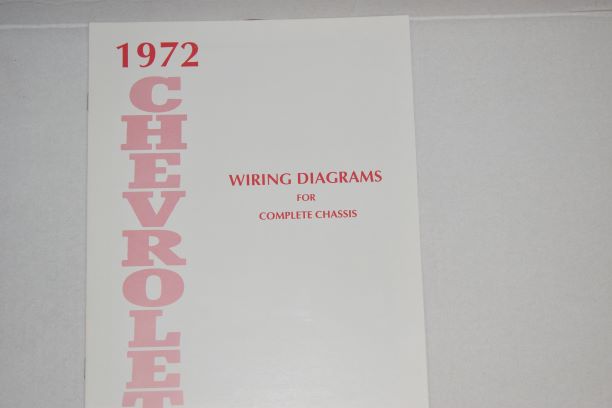 1972
CHEVROLET
WIRING DIAGRAMS
FOR
COMPLETE CHASSIS